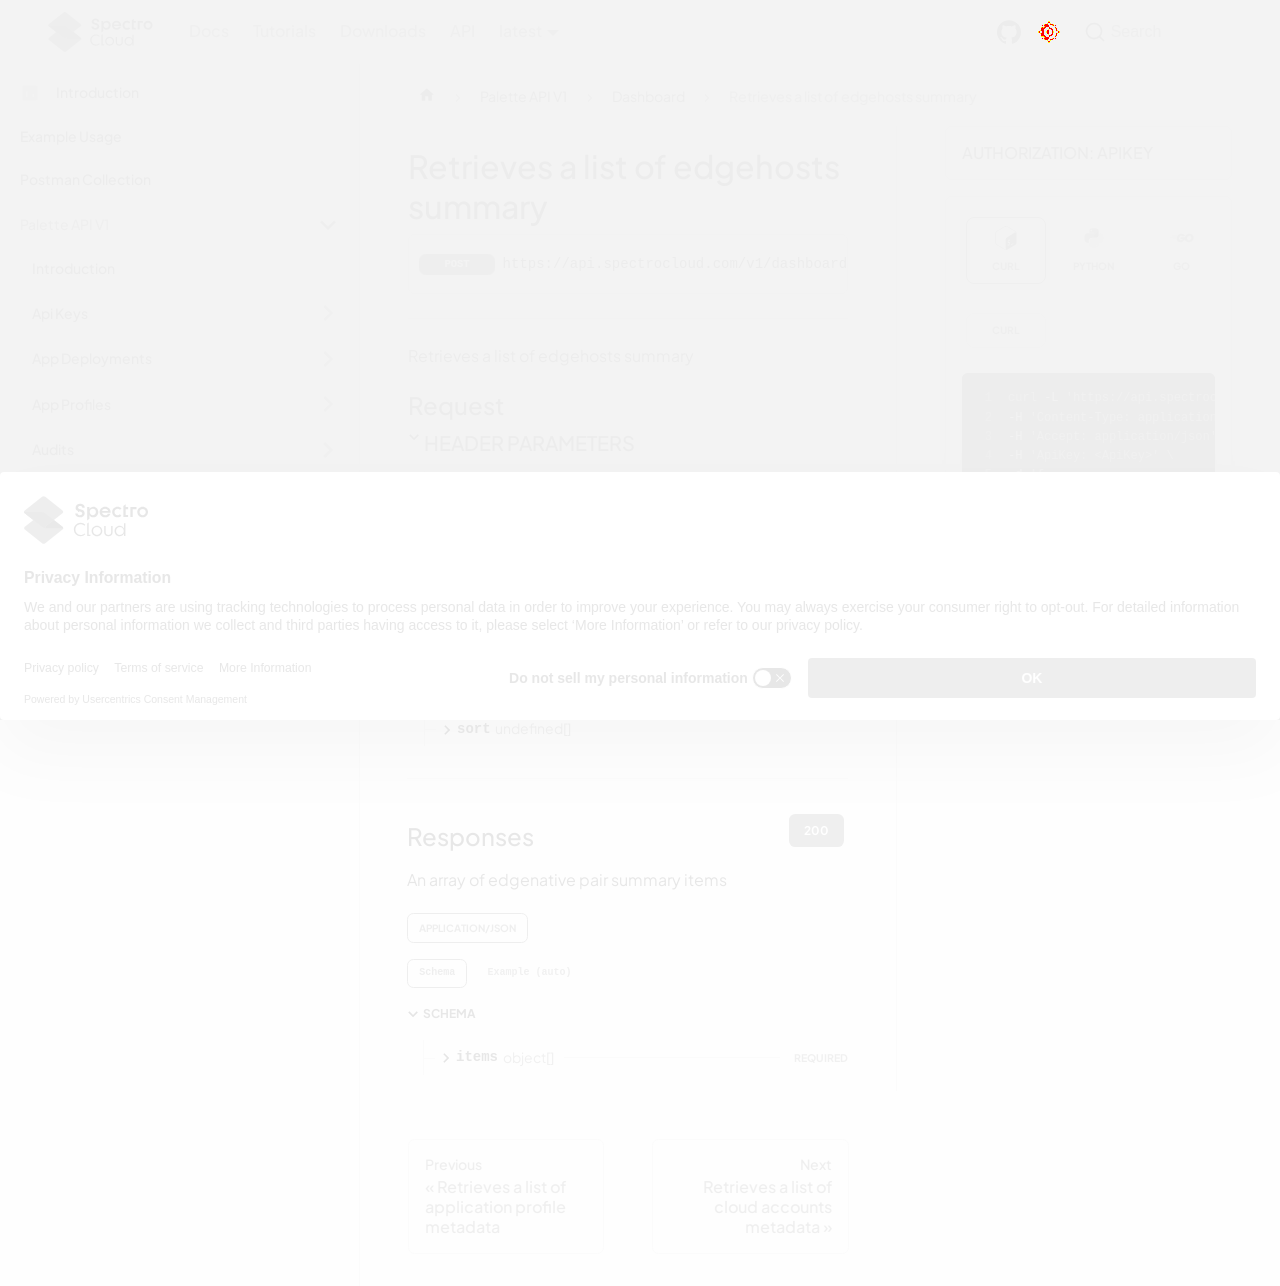 Spectro
Cloud
Docs Tutorials Downloads API latest
Search
Introduction
Example Usage
Postman Collection
Palette API V1
Introduction
Api Keys
App Deployments
App Profiles
Audits
Palette API V1
Dashboard
Retrieves a list of edgehosts summary
Retrieves a list of edgehosts
summary
POST
https://api.spectrocloud.com/v1/dashboard
Retrieves a list of edgehosts summary
Request
HEADER PARAMETERS
AUTHORIZATION: APIKEY
CURL
PYTHON
GO
CURL
Spectro
Cloud
Privacy Information
We and our partners are using tracking technologies to process personal data in order to improve your experience. You may always exercise your consumer right to opt-out. For detailed information
about personal information we collect and third parties having access to it, please select ‘More Information’ or refer to our privacy policy.
Privacy policy Terms of service More Information
Powered by Usercentrics Consent Management
Do not sell my personal information
OK
sort undefined[]
Responses
200
An array of edgenative pair summary items
APPLICATION/JSON
Schema
Example (auto)
SCHEMA
items object[]
REQUIRED
Previous
« Retrieves a list of
application profile
metadata
Next
Retrieves a list of
cloud accounts
metadata »